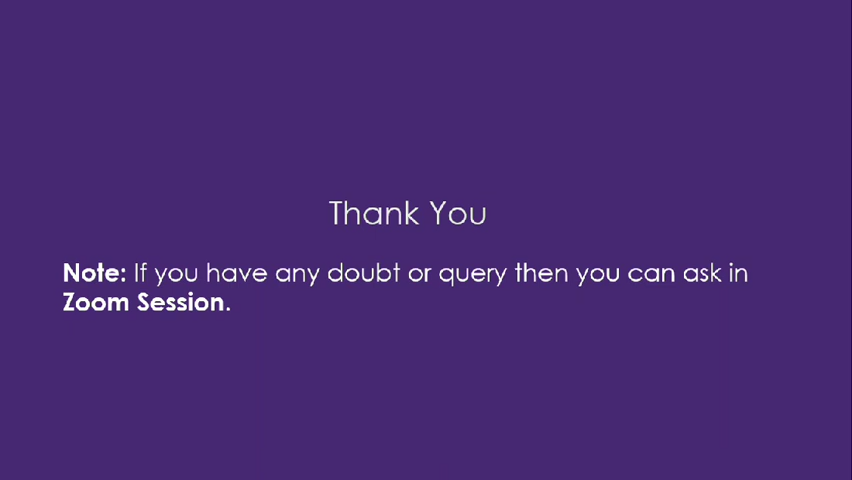 Thank You
Note: If you have any doubt or query then you can ask in
Zoom Session.